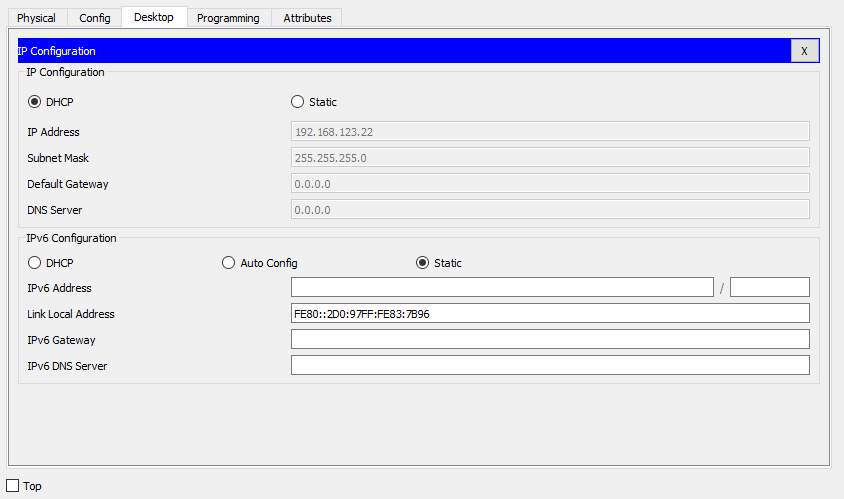 Physical Config Desktop Programming Attributes
IP Configuration X
IP Configuration
DHCP Static
IP Address 192.168.123.22
Subnet Mask 255.255.255.0
Default Gateway 0.0.0.0
DNS Server 0.0.0.0
IPv6 Configuration
DHCP Auto Config Static
IPv6 Address /
Link Local Address FE80::2D0:97FF:FE83:7B96
IPv6 Gateway
IPv6 DNS Server
Top